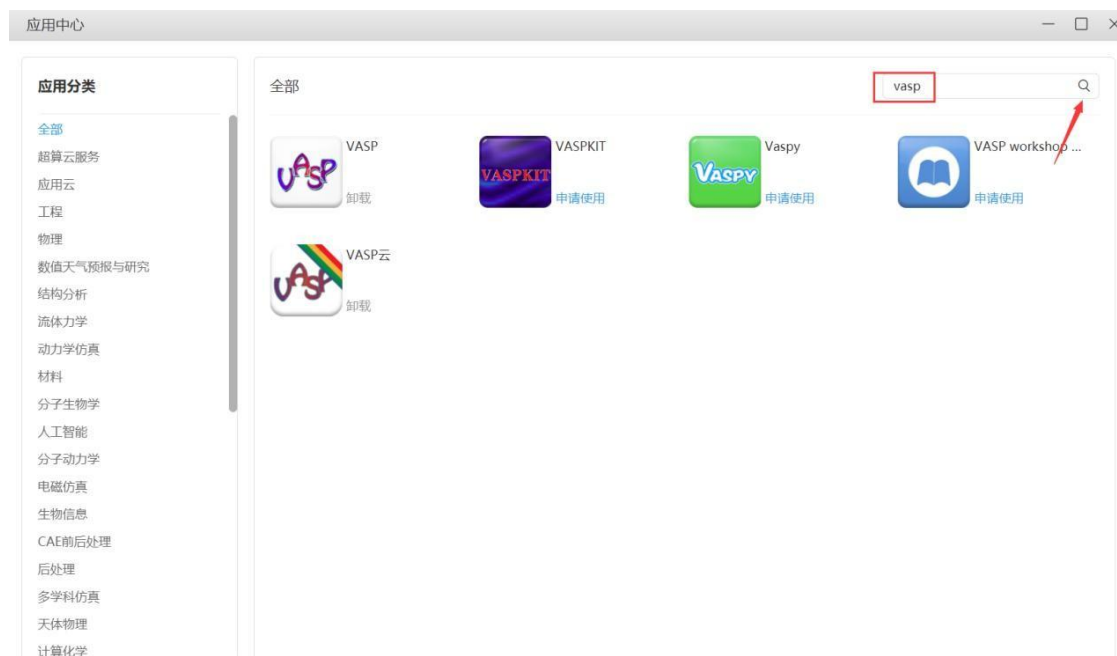 应用中心
应用分类
全部
超算云服务
应用云
工程
物理
数值天气预报与研究
结构分析
流体力学
动力学仿真
材料
分子生物学
人工智能
分子动力学
电磁仿真
生物信息
CAE前后处理
后处理
多学科仿真
天体物理
计算化学
全部
vasp
VASP
VASP
卸载
VASPKIT
VASPKIT
申请使用
VASPY
Vaspy
申请使用
VASP workshop ...
申请使用
VASP
VASP云
卸载